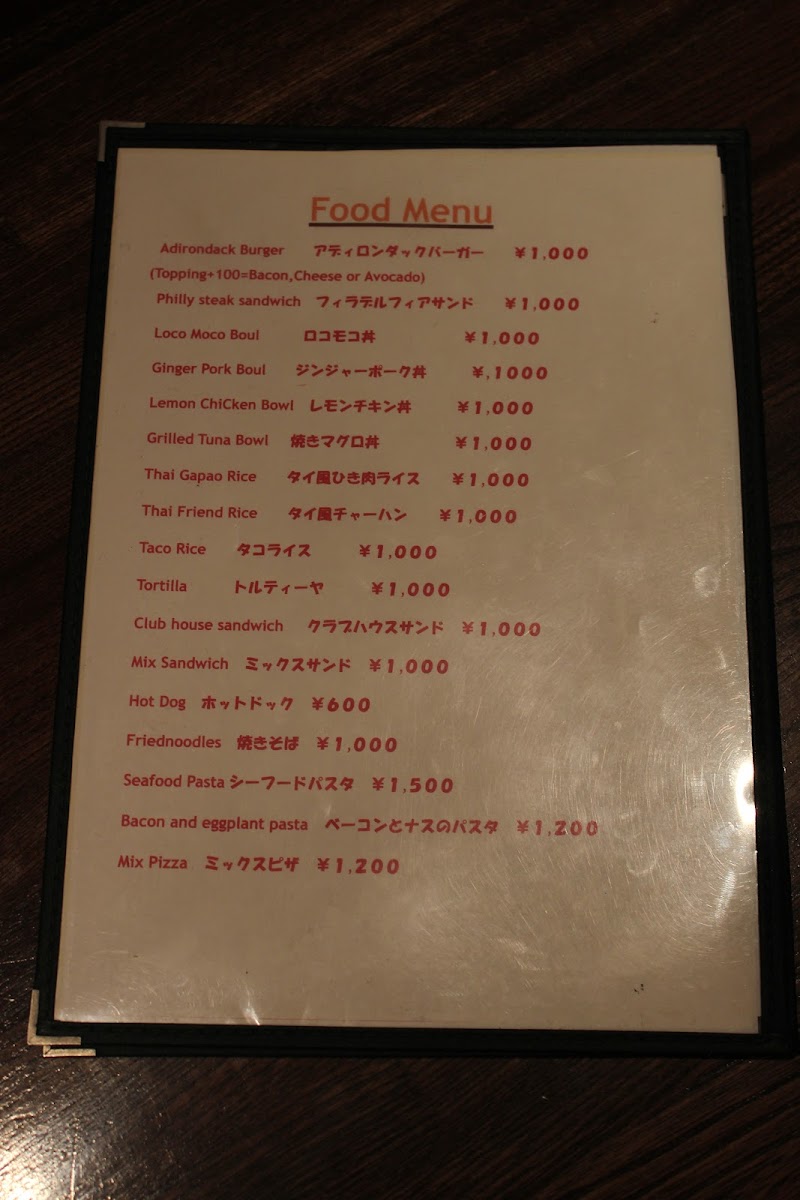 Food Menu
Adirondack Burger アディロンダックバーガー ¥1,000
(Topping+100=Bacon,Cheese or Avocado)
Philly steak sandwich フィラデルフィアサンド ¥1,000
Loco Moco Boul ロコモコ丼 ¥1,000
Ginger Pork Boul ジンジャーポーク丼 ¥,1000
Lemon ChiCken Bowl レモンチキン丼 ¥1,000
Grilled Tuna Bowl 焼きマグロ丼 ¥1,000
Thai Gapao Rice タイ風ひき肉ライス ¥1,000
Thai Friend Rice タイ風チャーハン ¥1,000
Taco Rice タコライス ¥1,000
Tortilla トルティーヤ ¥1,000
Club house sandwich クラブハウスサンド ¥1,000
Mix Sandwich ミックスサンド ¥1,000
Hot Dog ホットドック ¥600
Friednoodles 焼きそば ¥1,000
Seafood Pasta シーフードパスタ ¥1,500
Bacon and eggplant pasta ベーコンとナスのパスタ ¥1,200
Mix Pizza ミックスピザ ¥1,200